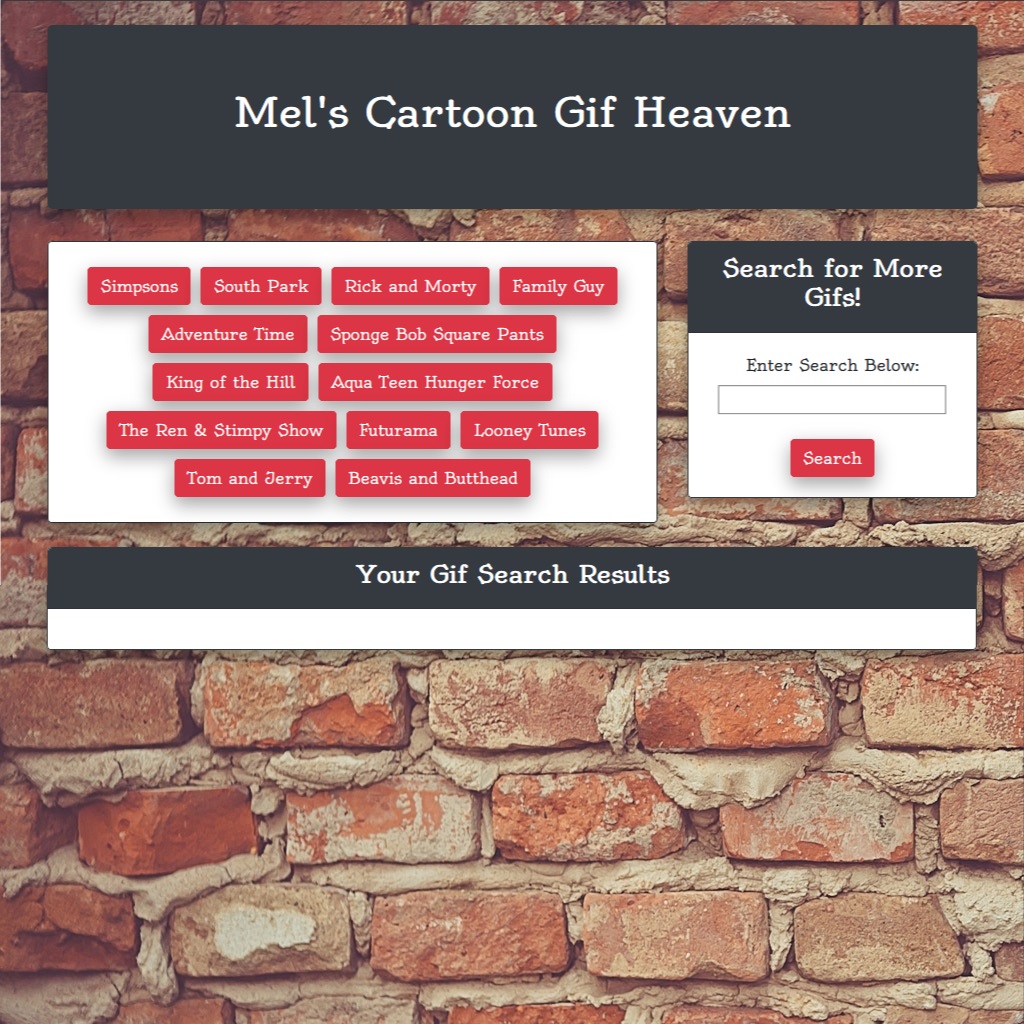 Mel's Cartoon Gif Heaven
Simpsons South Park Rick and Morty Family Guy
Adventure Time Sponge Bob Square Pants
King of the Hill Aqua Teen Hunger Force
The Ren & Stimpy Show Futurama Looney Tunes
Tom and Jerry Beavis and Butthead
Search for More
Gifs!
Enter Search Below:
Search
Your Gif Search Results